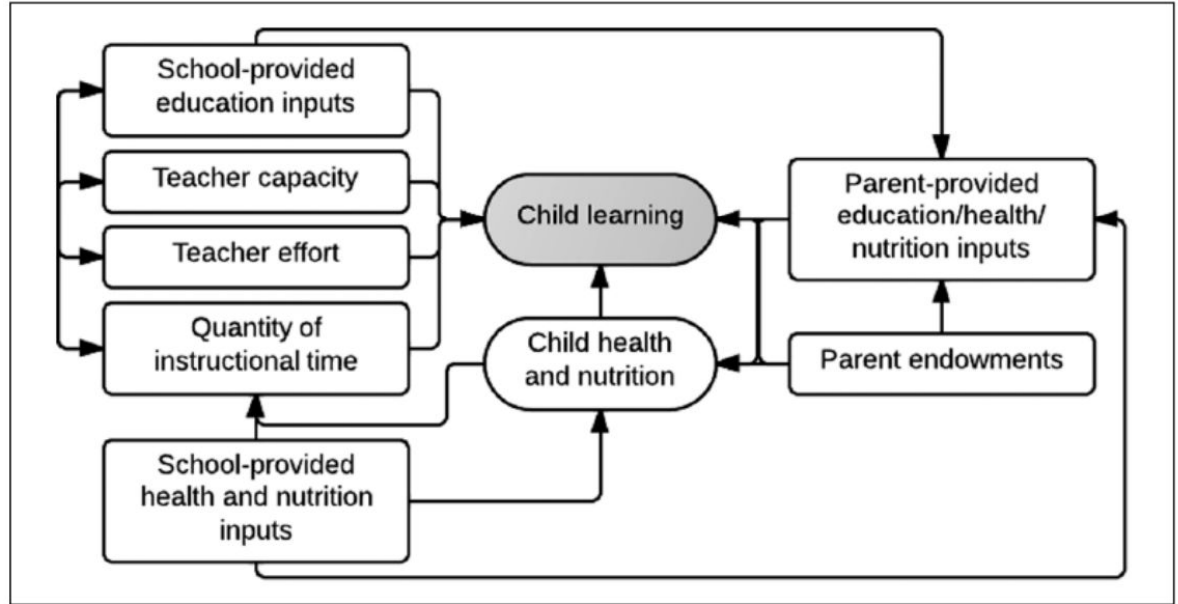 School-provided
education inputs
Teacher capacity
Teacher effort
Quantity of
instructional time
School-provided
health and nutrition
inputs
Child learning
Child health
and nutrition
Parent-provided
education/health/
nutrition inputs
Parent endowments